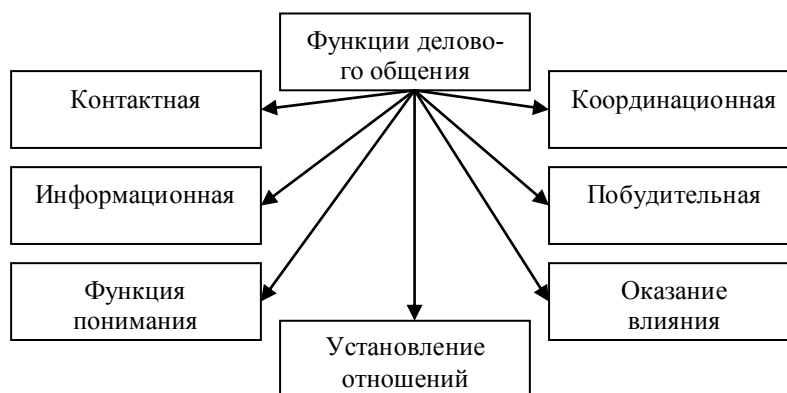 Функции делово-
го общения
Контактная
Координационная
Информационная
Побудительная
Функция
понимания
Оказание
влияния
Установление
отношений